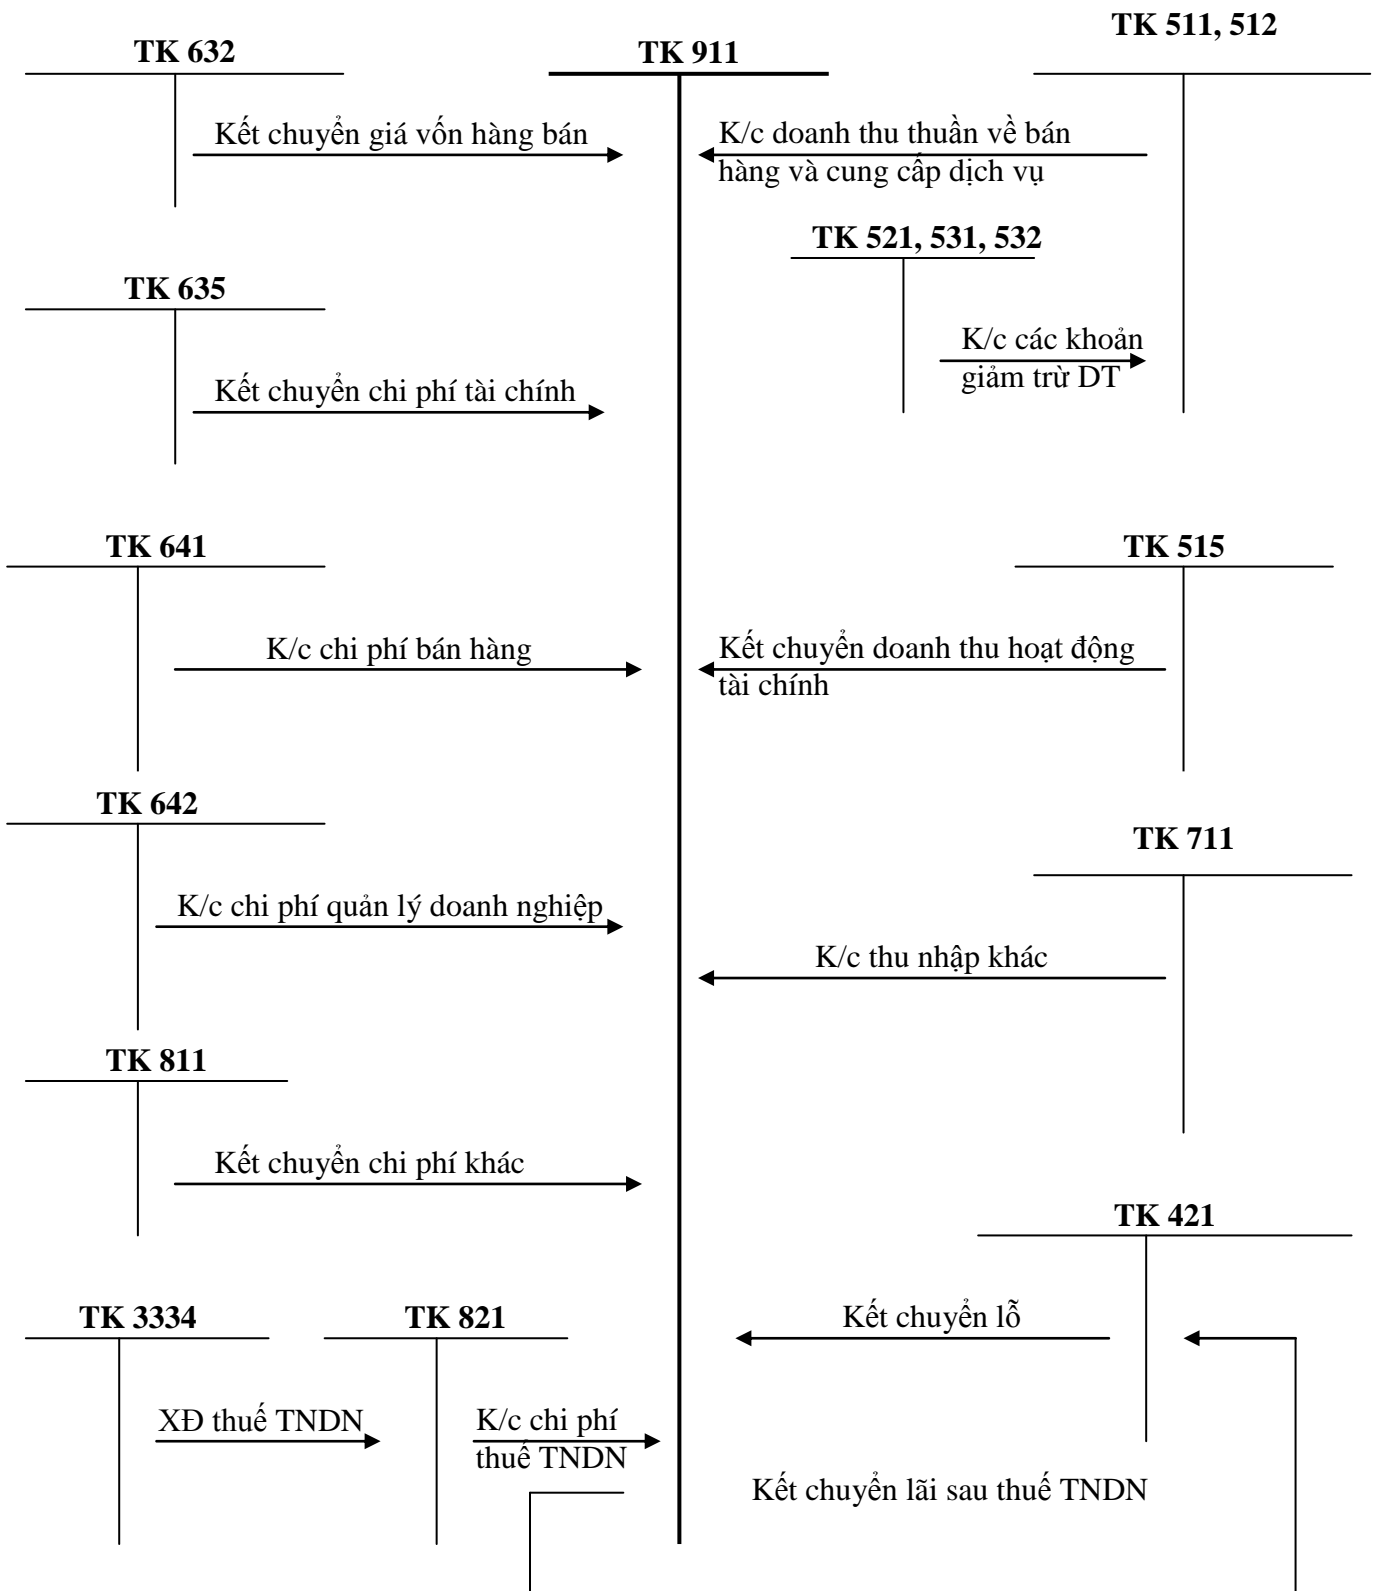 TK 511, 512
TK 632
TK 911
Kết chuyển giá vốn hàng bán
K/c doanh thu thuần về bán
hàng và cung cấp dịch vụ
TK 521, 531, 532
TK 635
K/c các khoản
giảm trừ DT
Kết chuyển chi phí tài chính
TK 641
TK 515
K/c chi phí bán hàng
Kết chuyển doanh thu hoạt động
tài chính
TK 642
TK 711
K/c chi phí quản lý doanh nghiệp
K/c thu nhập khác
TK 811
Kết chuyển chi phí khác
TK 421
TK 3334
TK 821
Kết chuyển lỗ
XĐ thuế TNDN
K/c chi phí
thuế TNDN
Kết chuyển lãi sau thuế TNDN